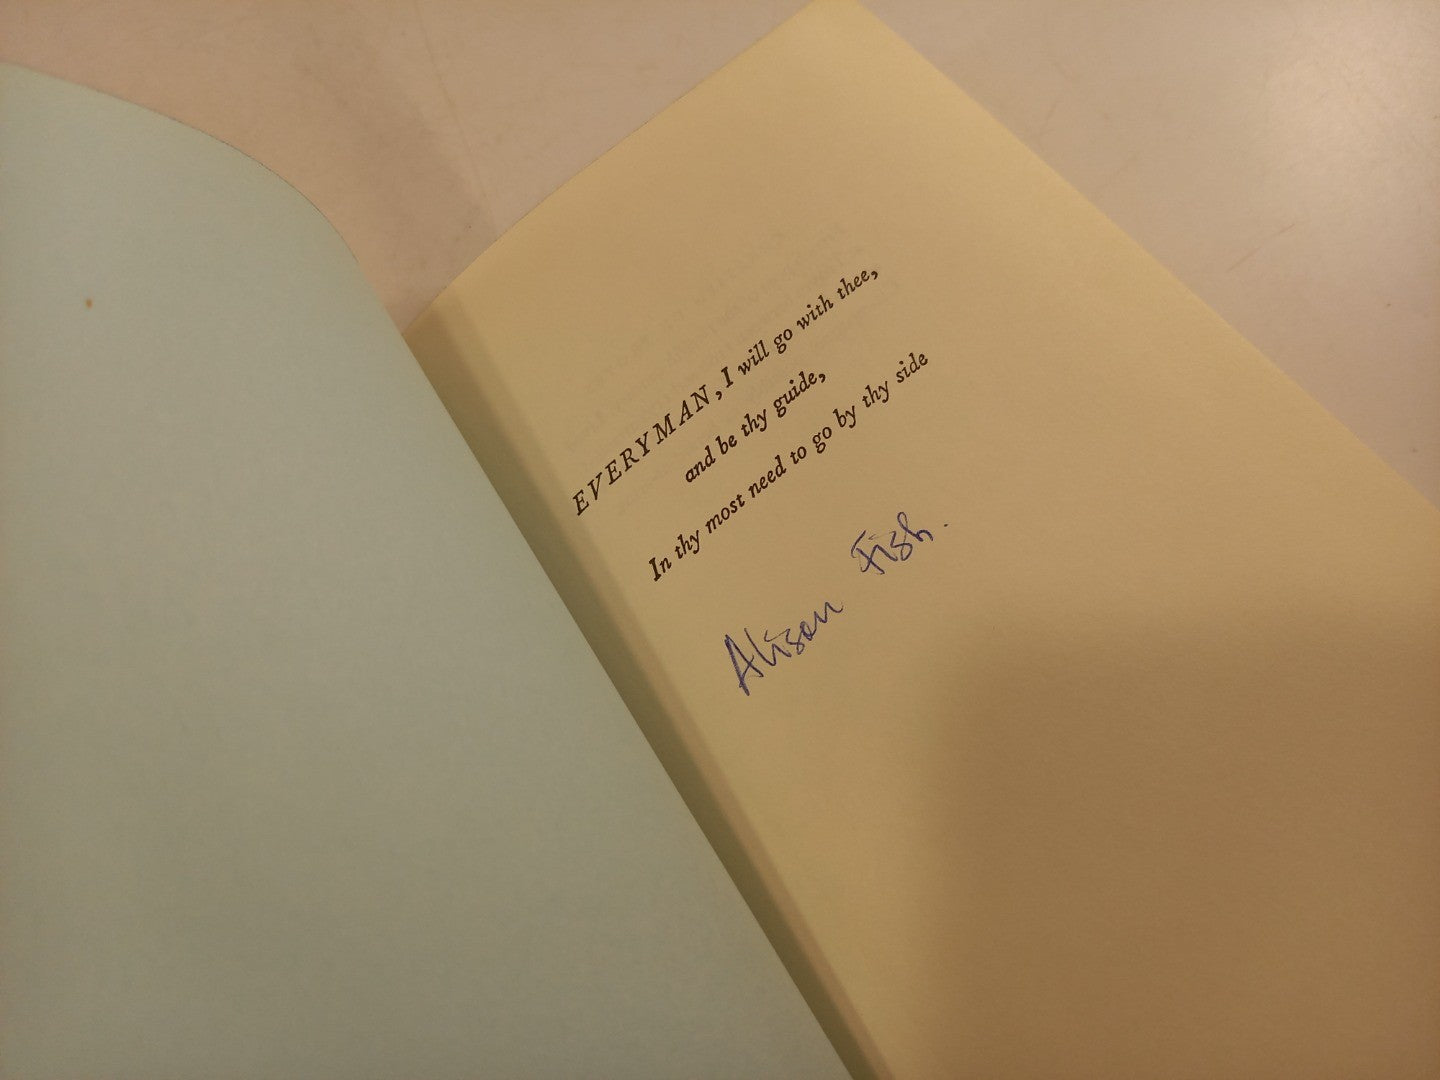 EVERYMAN, I will go with thee,
and be thy guide,
In thy most need to go by thy side
Alison Fish.